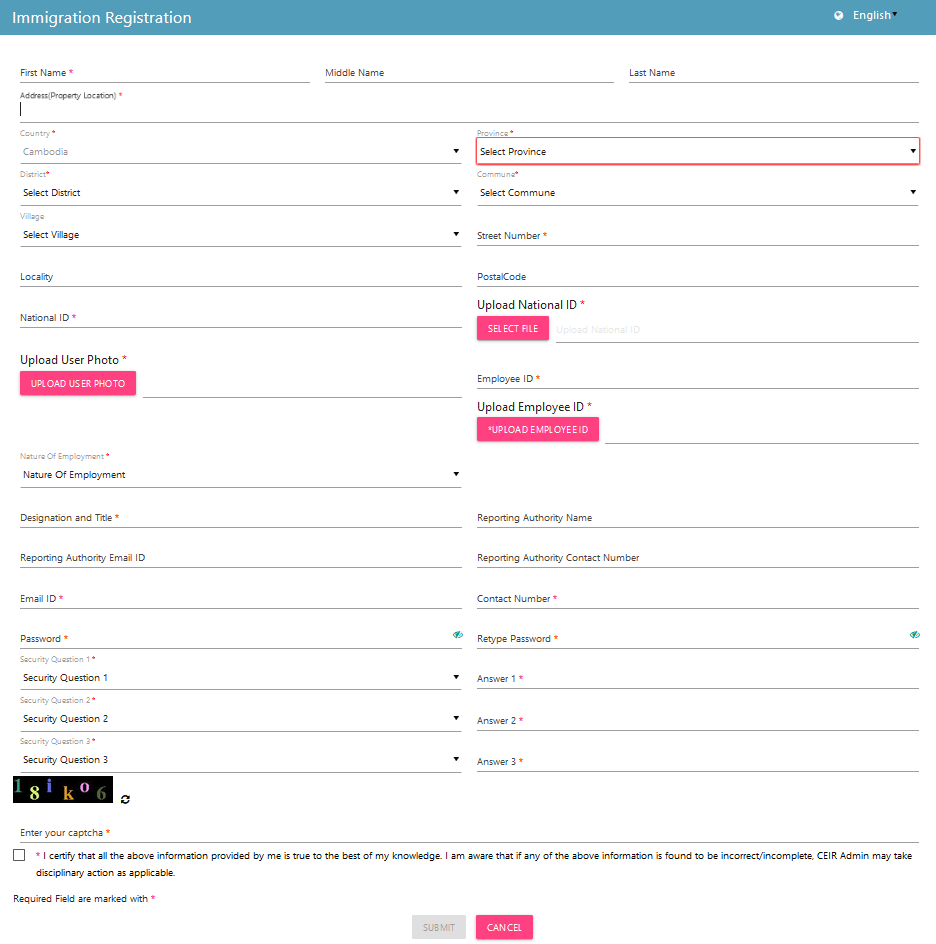 Immigration Registration
English
First Name *
Middle Name
Last Name
Address(Property Location) *
Country *
Province *
Cambodia
Select Province
District*
Commune*
Select District
Select Commune
Village
Select Village
Street Number *
Locality
PostalCode
National ID *
Upload National ID *
SELECT FILE
Upload National ID
Upload User Photo *
UPLOAD USER PHOTO
Employee ID *
Upload Employee ID *
*UPLOAD EMPLOYEE ID
Nature Of Employment *
Nature Of Employment
Designation and Title *
Reporting Authority Name
Reporting Authority Email ID
Reporting Authority Contact Number
Email ID *
Contact Number *
Password *
Retype Password *
Security Question 1 *
Security Question 1
Answer 1 *
Security Question 2 *
Security Question 2
Answer 2 *
Security Question 3 *
Security Question 3
Answer 3 *
18iko6
Enter your captcha *
* I certify that all the above information provided by me is true to the best of my knowledge. I am aware that if any of the above information is found to be incorrect/incomplete, CEIR Admin may take
disciplinary action as applicable.
Required Field are marked with *
SUBMIT
CANCEL